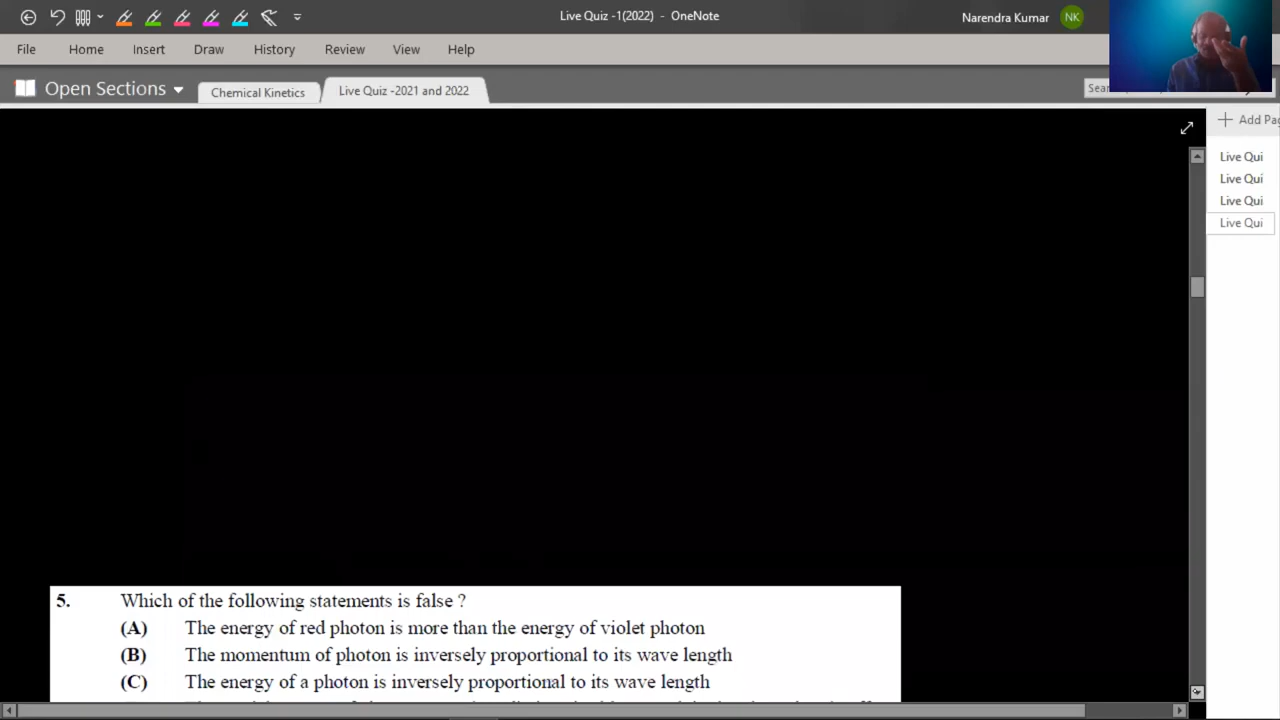 Live Quiz -1(2022) - OneNote
Narendra Kumar
NK
File Home Insert Draw History Review View Help
Open Sections
Chemical Kinetics
Live Quiz -2021 and 2022
Sear
Add Pag
Live Qui
Live Qui
Live Qui
Live Qui
5. Which of the following statements is false ?
(A) The energy of red photon is more than the energy of violet photon
(B) The momentum of photon is inversely proportional to its wave length
(C) The energy of a photon is inversely proportional to its wave length